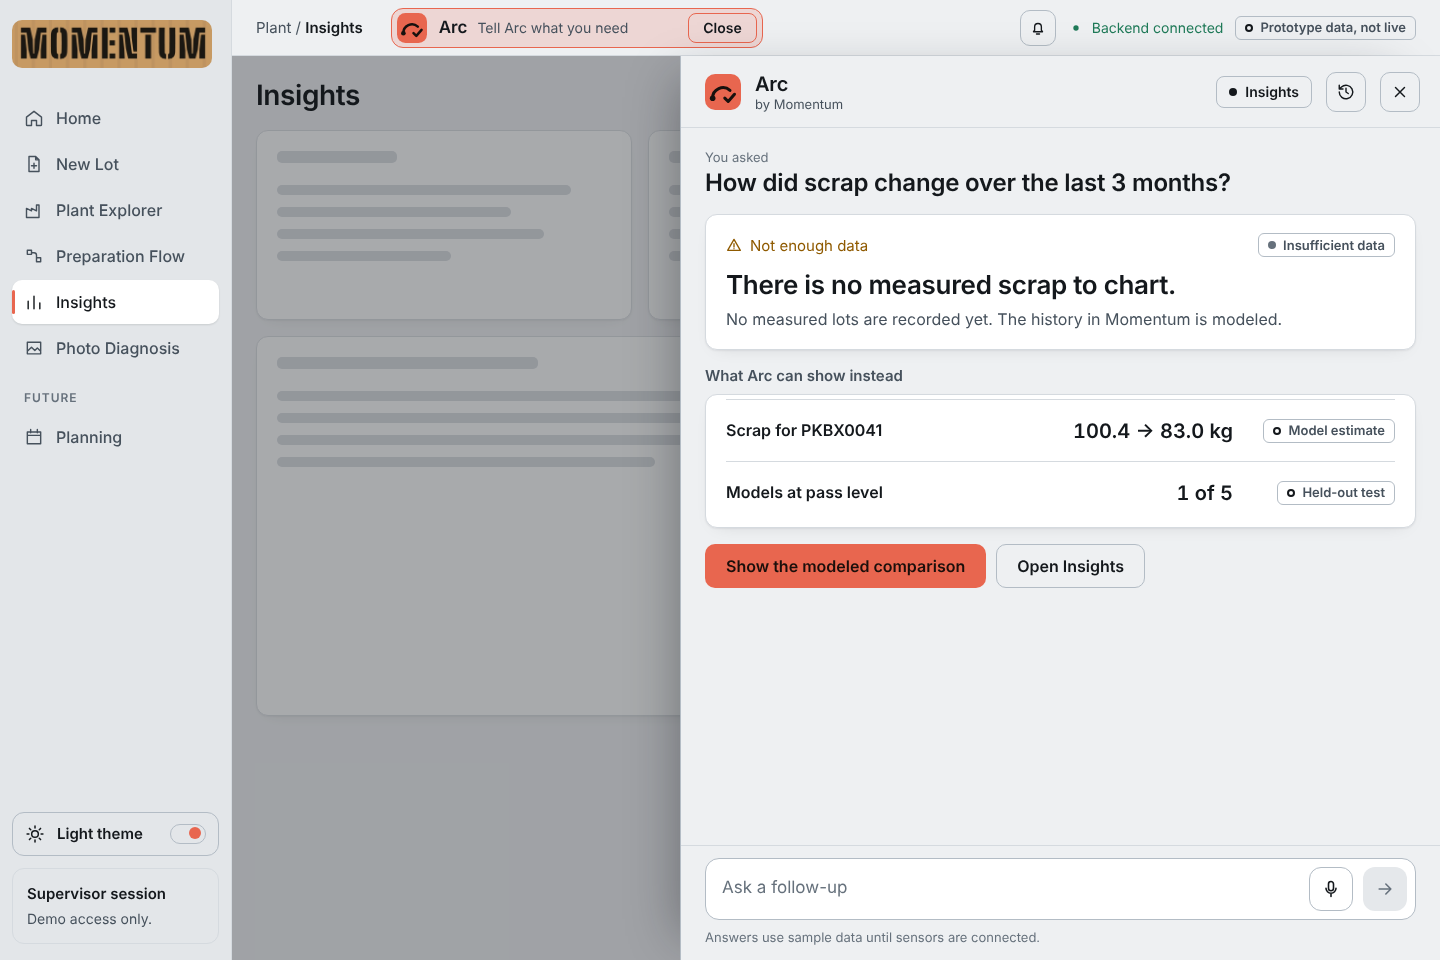 MOMENTUM
Home
New Lot
Plant Explorer
Preparation Flow
Insights
Photo Diagnosis
FUTURE
Planning
Light theme
Supervisor session
Demo access only.
Plant / Insights
Arc Tell Arc what you need Close
Backend connected
Prototype data, not live
Insights
Arc
by Momentum
Insights
You asked
How did scrap change over the last 3 months?
Not enough data
Insufficient data
There is no measured scrap to chart.
No measured lots are recorded yet. The history in Momentum is modeled.
What Arc can show instead
Scrap for PKBX0041 100.4 → 83.0 kg Model estimate
Models at pass level 1 of 5 Held-out test
Show the modeled comparison Open Insights
Ask a follow-up
Answers use sample data until sensors are connected.